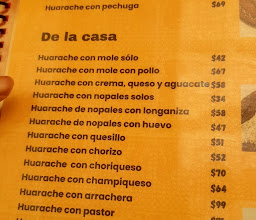 Huarache con pechuga $69
De la casa
Huarache con mole sólo $42
Huarache con mole con pollo $67
Huarache con crema, queso y aguacate $58
Huarache con nopales solos $34
Huarache de nopales con longaniza $58
Huarache de nopales con huevo $47
Huarache con quesillo $51
Huarache con chorizo $52
Huarache con choriqueso $70
Huarache con champiqueso $64
Huarache con arrachera $99
Huarache con pastor